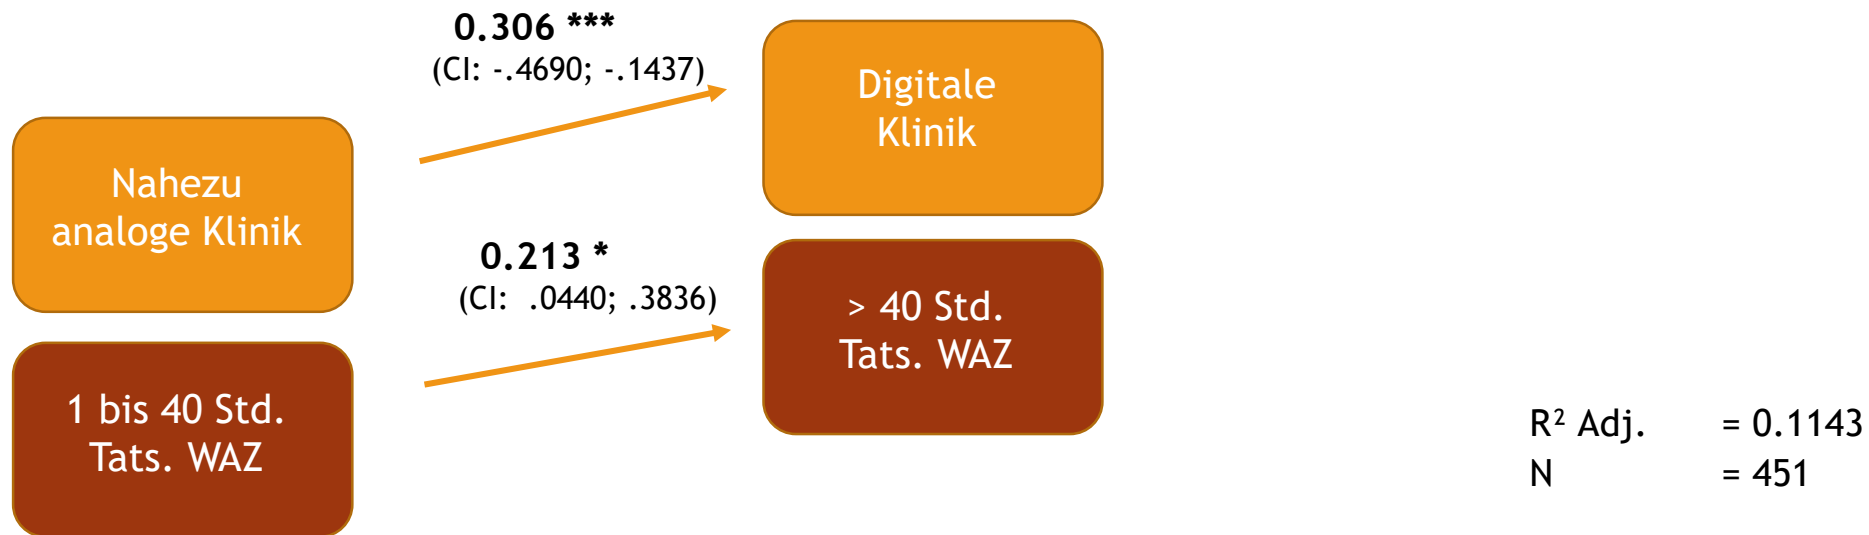 0.306 ***
(CI: -.4690; -.1437)
Digitale
Klinik
Nahezu
analoge Klinik
0.213 *
(CI: .0440; .3836)
> 40 Std.
Tats. WAZ
1 bis 40 Std.
Tats. WAZ
R² Adj. = 0.1143
N = 451